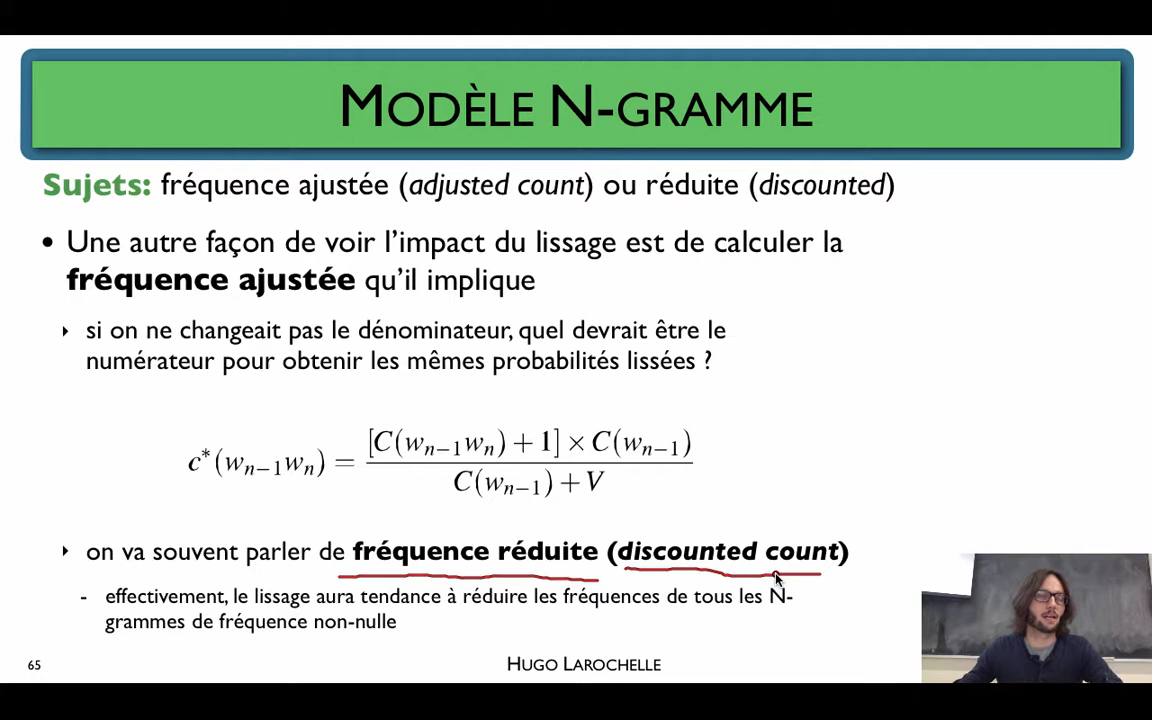 MODÈLE N-GRAMME
Sujets: fréquence ajustée (adjusted count) ou réduite (discounted)
• Une autre façon de voir l'impact du lissage est de calculer la
fréquence ajustée qu'il implique
‣ si on ne changeait pas le dénominateur, quel devrait être le
numérateur pour obtenir les mêmes probabilités lissées ?
c*(wₙ₋₁wₙ) = [C(wₙ₋₁wₙ) + 1] × C(wₙ₋₁) / C(wₙ₋₁) + V
‣ on va souvent parler de fréquence réduite (discounted count)
- effectivement, le lissage aura tendance à réduire les fréquences de tous les N-
grammes de fréquence non-nulle
65
HUGO LAROCHELLE